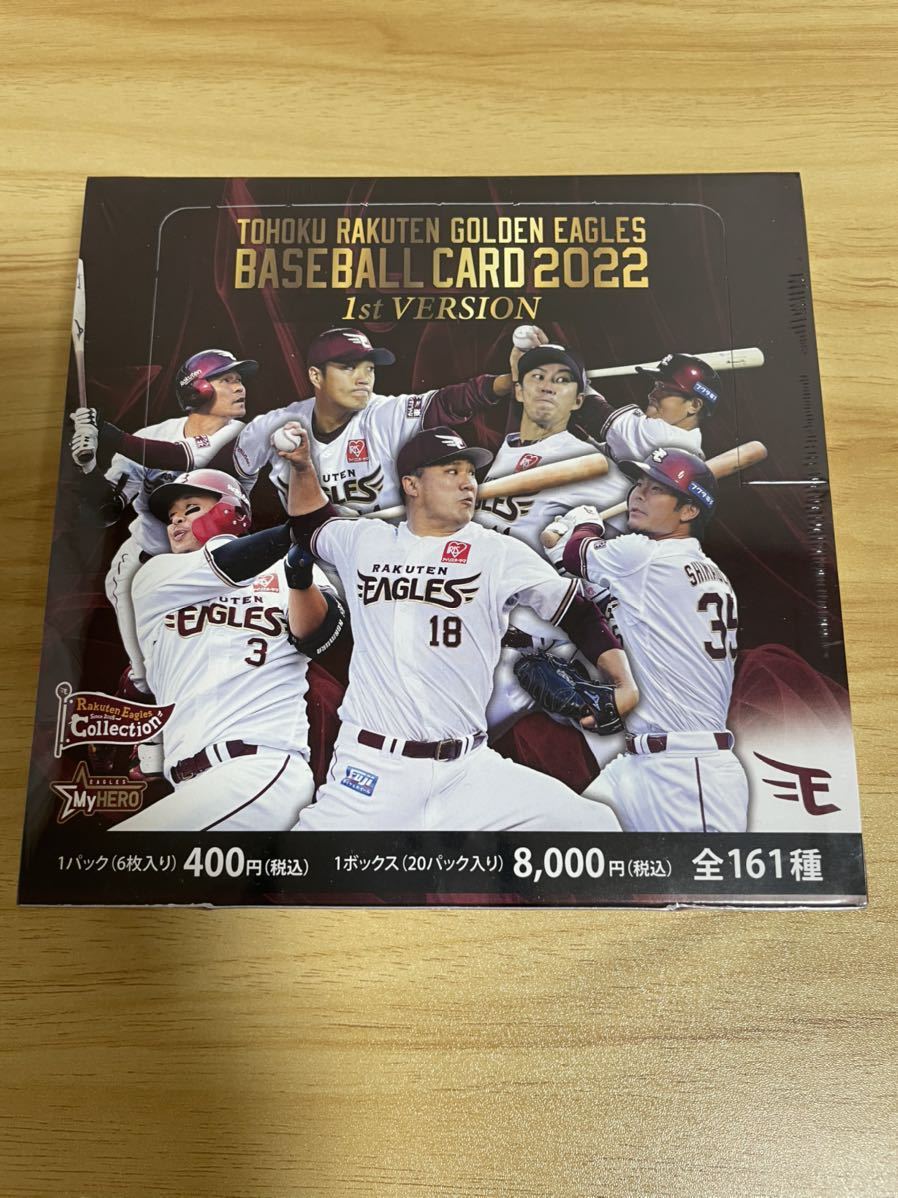 TOHOKU RAKUTEN GOLDEN EAGLES
BASEBALL CARD 2022
1st VERSION
Rakuten
RAKUTEN
EAGLES
18
EAGLES
3
35
Rakuten Eagles
Collection
EAGLES
MyHERO
FUJI
1パック(6枚入り) 400円(税込) 1ボックス(20パック入り) 8,000円(税込) 全161種